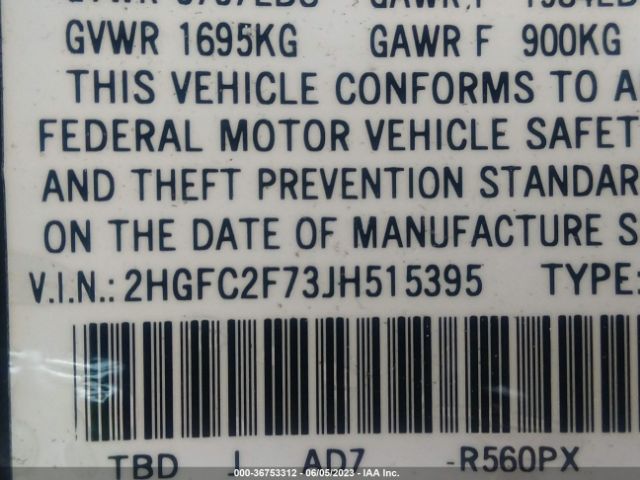 GVWR 1695KG GAWR F 900KG
THIS VEHICLE CONFORMS TO A
FEDERAL MOTOR VEHICLE SAFET
AND THEFT PREVENTION STANDAR
ON THE DATE OF MANUFACTURE S
V.I.N.: 2HGFC2F73JH515395 TYPE:
TBD I AD7 -R560PX
000-36753312 - 06/05/2023 - IAA Inc.